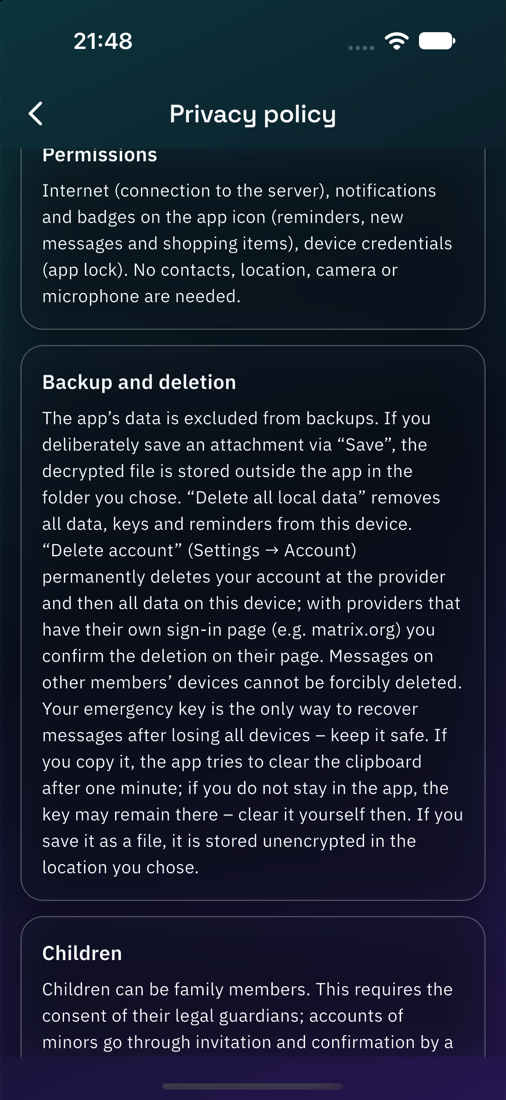 21:48
Privacy policy
Permissions
Internet (connection to the server), notifications
and badges on the app icon (reminders, new
messages and shopping items), device credentials
(app lock). No contacts, location, camera or
microphone are needed.
Backup and deletion
The app’s data is excluded from backups. If you
deliberately save an attachment via “Save”, the
decrypted file is stored outside the app in the
folder you chose. “Delete all local data” removes
all data, keys and reminders from this device.
“Delete account” (Settings → Account)
permanently deletes your account at the provider
and then all data on this device; with providers that
have their own sign-in page (e.g. matrix.org) you
confirm the deletion on their page. Messages on
other members’ devices cannot be forcibly deleted.
Your emergency key is the only way to recover
messages after losing all devices – keep it safe. If
you copy it, the app tries to clear the clipboard
after one minute; if you do not stay in the app, the
key may remain there – clear it yourself then. If you
save it as a file, it is stored unencrypted in the
location you chose.
Children
Children can be family members. This requires the
consent of their legal guardians; accounts of
minors go through invitation and confirmation by a